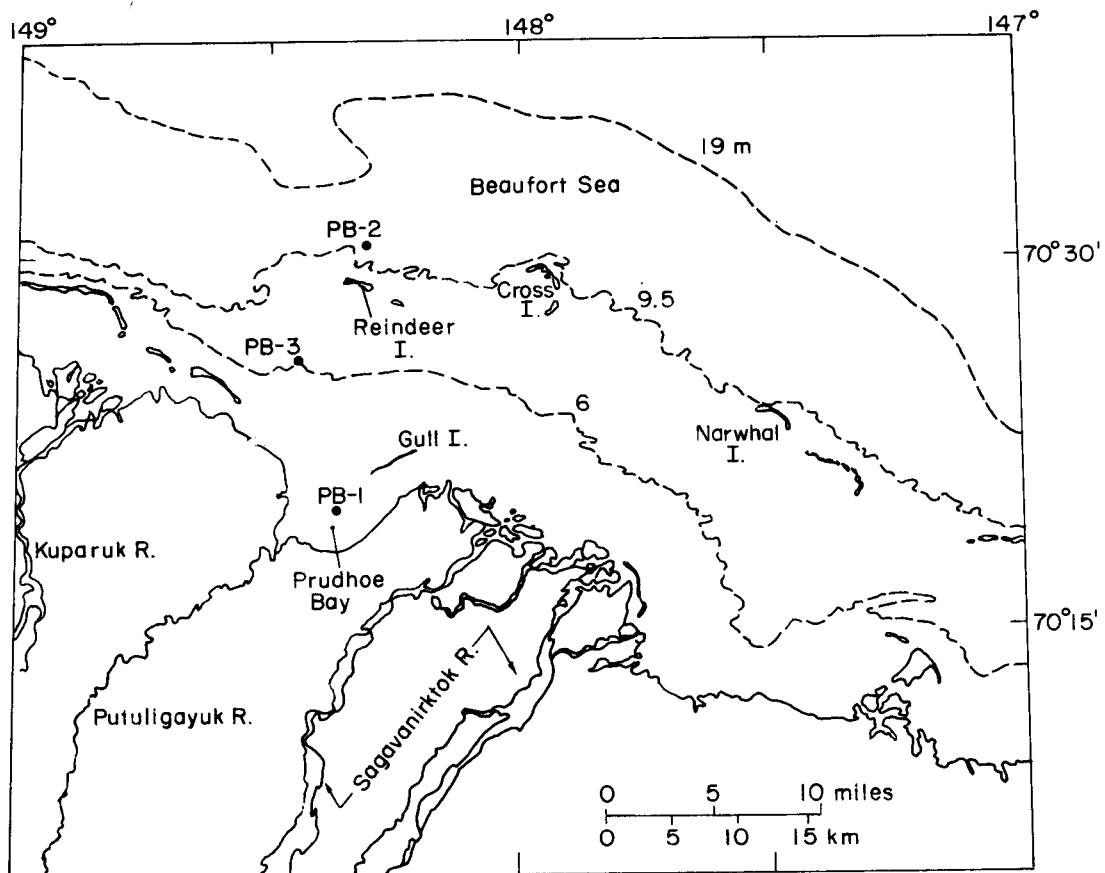 149°
148°
147°
19 m
Beaufort Sea
PB-2
70°30'
Cross
I.
9.5
Reindeer
I.
PB-3
6
Gull I.
Narwhal
I.
PB-1
Kuparuk R.
Prudhoe
Bay
70°15'
Sagavanirktok R.
Putuligayuk R.
0 5 10 miles
0 5 10 15 km